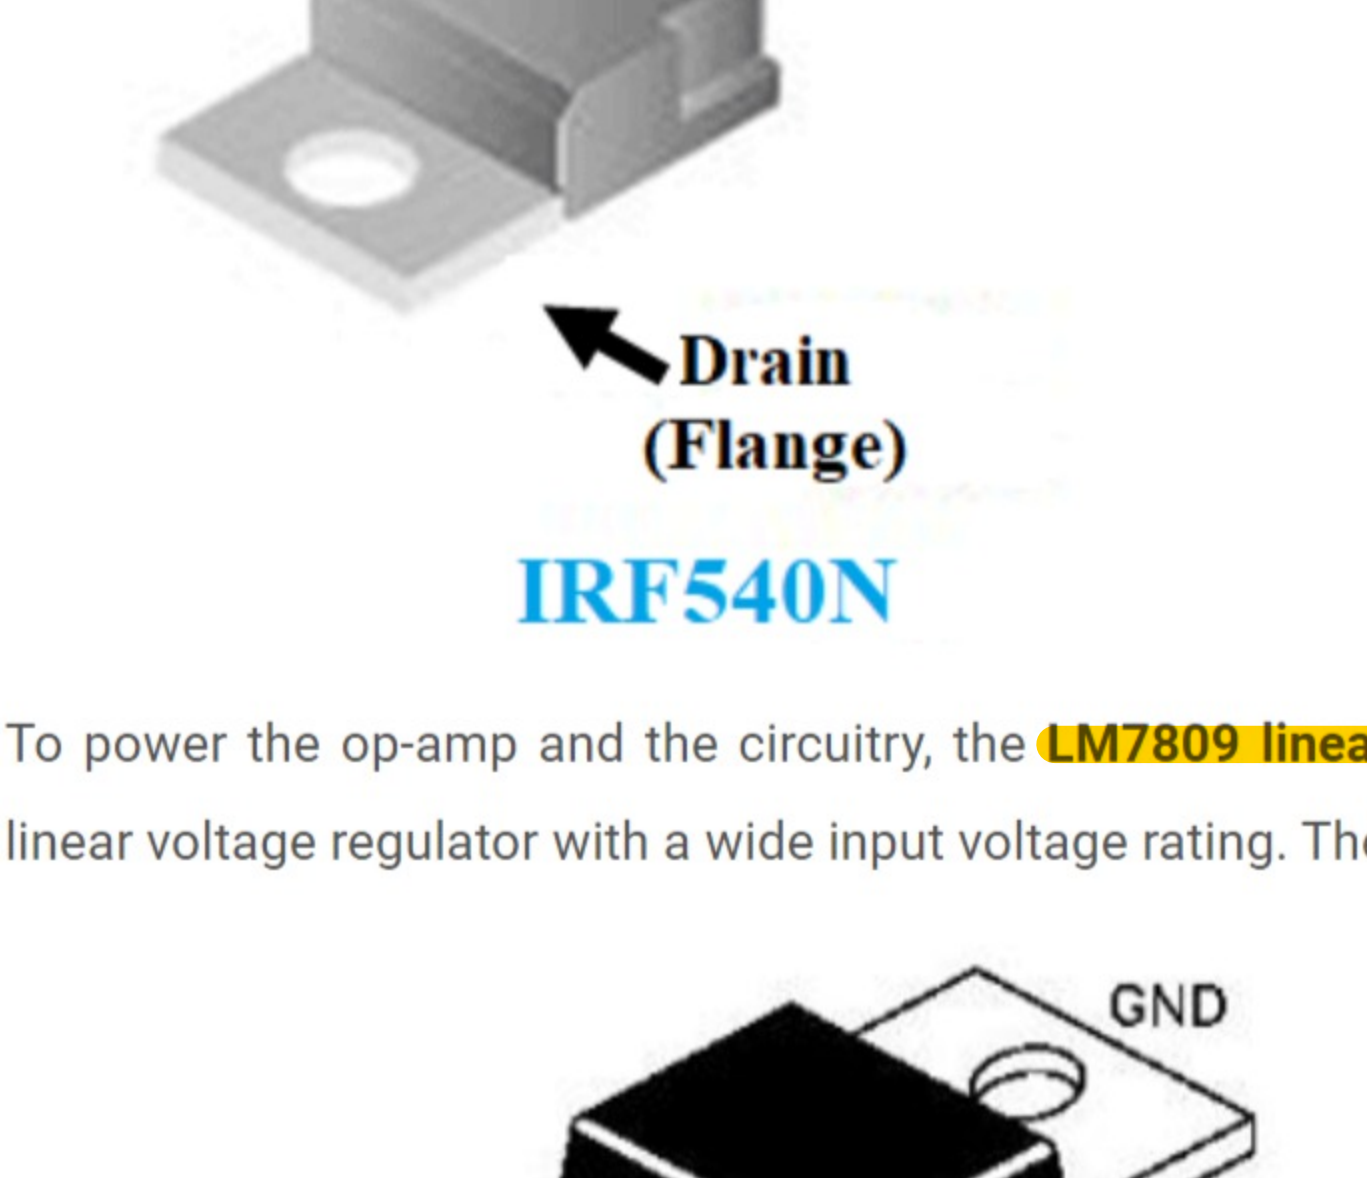 Drain
(Flange)
IRF540N
To power the op-amp and the circuitry, the LM7809
linear voltage regulator with a wide input voltage rating.
GND